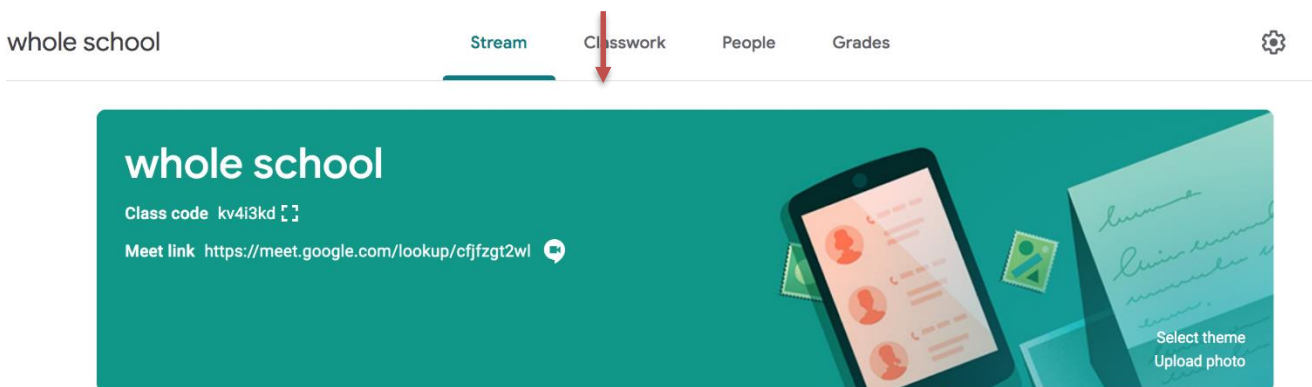 whole school Stream Classwork People Grades
whole school
Class code kv4i3kd
Meet link https://meet.google.com/lookup/cfjfzgt2wl
Select theme
Upload photo